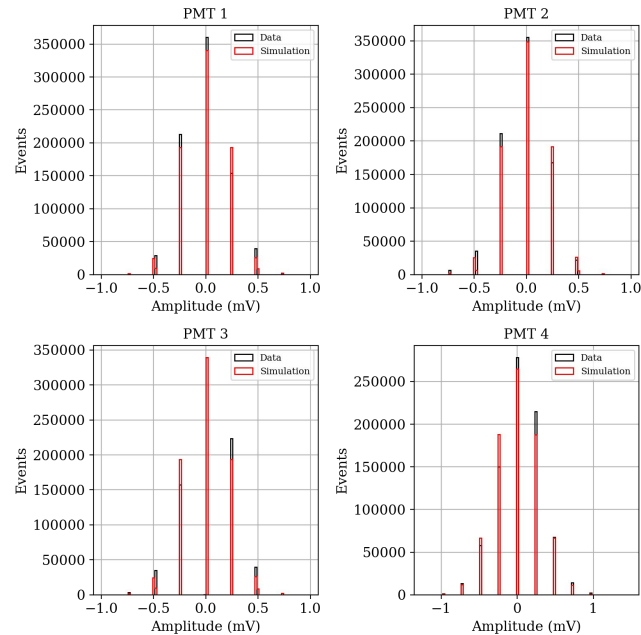 PMT 1
Data
Simulation
Events
350000
300000
250000
200000
150000
100000
50000
0
−1.0 −0.5 0.0 0.5 1.0
Amplitude (mV)
PMT 2
Data
Simulation
Events
350000
300000
250000
200000
150000
100000
50000
0
−1.0 −0.5 0.0 0.5 1.0
Amplitude (mV)
PMT 3
Data
Simulation
Events
350000
300000
250000
200000
150000
100000
50000
0
−1.0 −0.5 0.0 0.5 1.0
Amplitude (mV)
PMT 4
Data
Simulation
Events
250000
200000
150000
100000
50000
0
−1 0 1
Amplitude (mV)